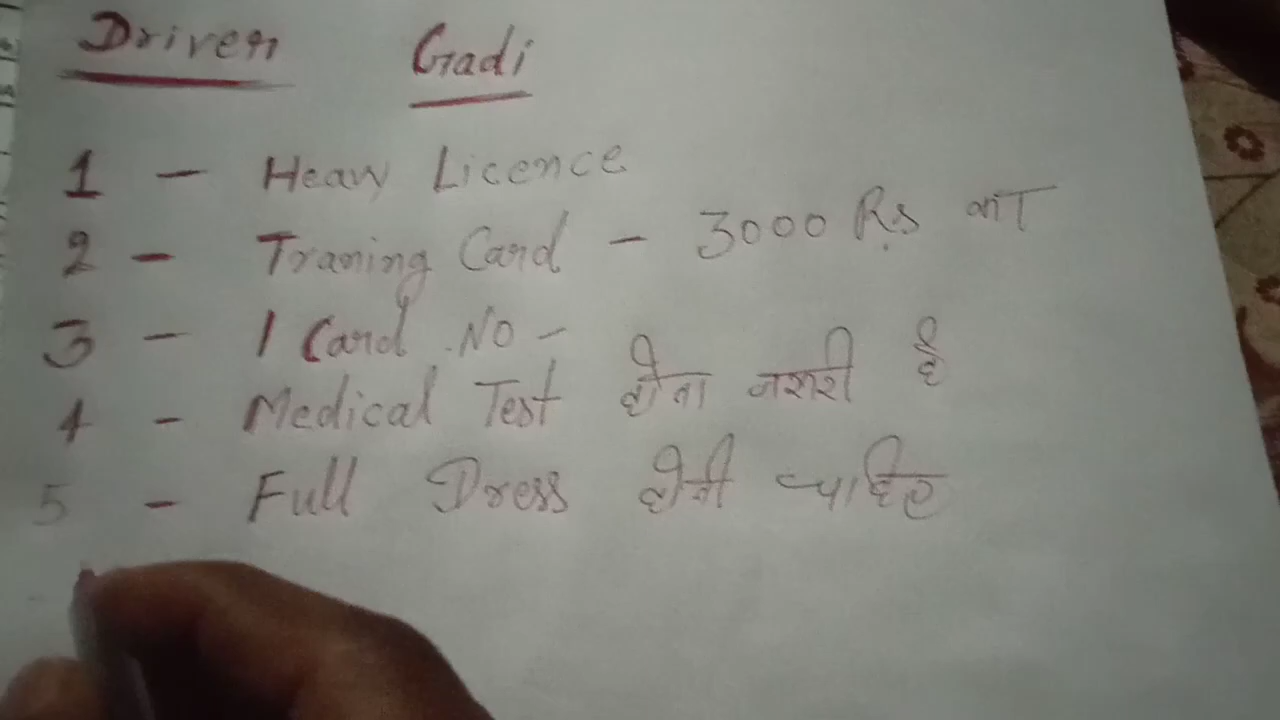 Driver Gadi
1 - Heavy Licence
2 - Traning Card - 3000 Rs का
3 - I Card No -
4 - Medical Test होना जरूरी है
5 - Full Dress होनी चाहिए